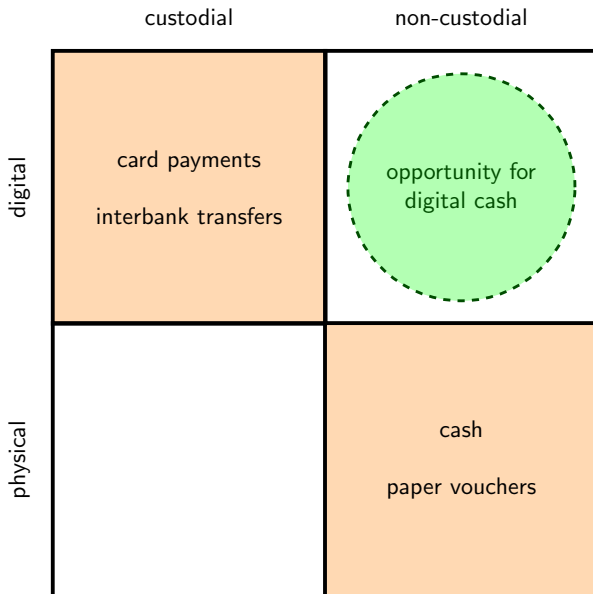 custodial
non-custodial
digital
card payments
interbank transfers
opportunity for
digital cash
physical
cash
paper vouchers